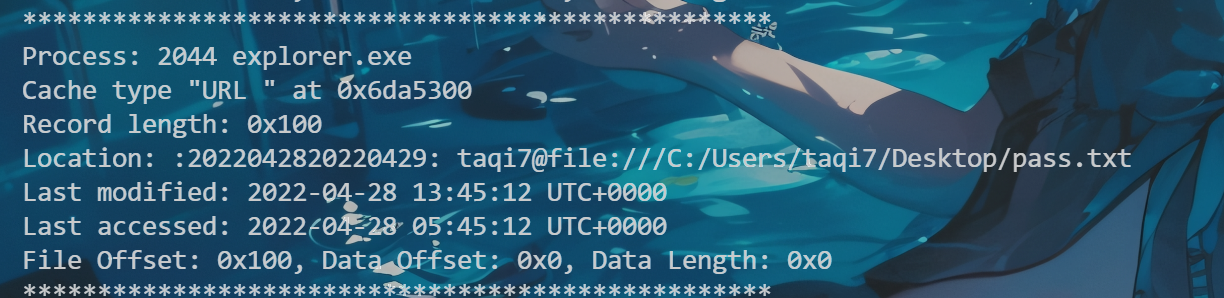 **************************************************
Process: 2044 explorer.exe
Cache type "URL " at 0x6da5300
Record length: 0x100
Location: :2022042820220429: taqi7@file:///C:/Users/taqi7/Desktop/pass.txt
Last modified: 2022-04-28 13:45:12 UTC+0000
Last accessed: 2022-04-28 05:45:12 UTC+0000
File Offset: 0x100, Data Offset: 0x0, Data Length: 0x0
**************************************************